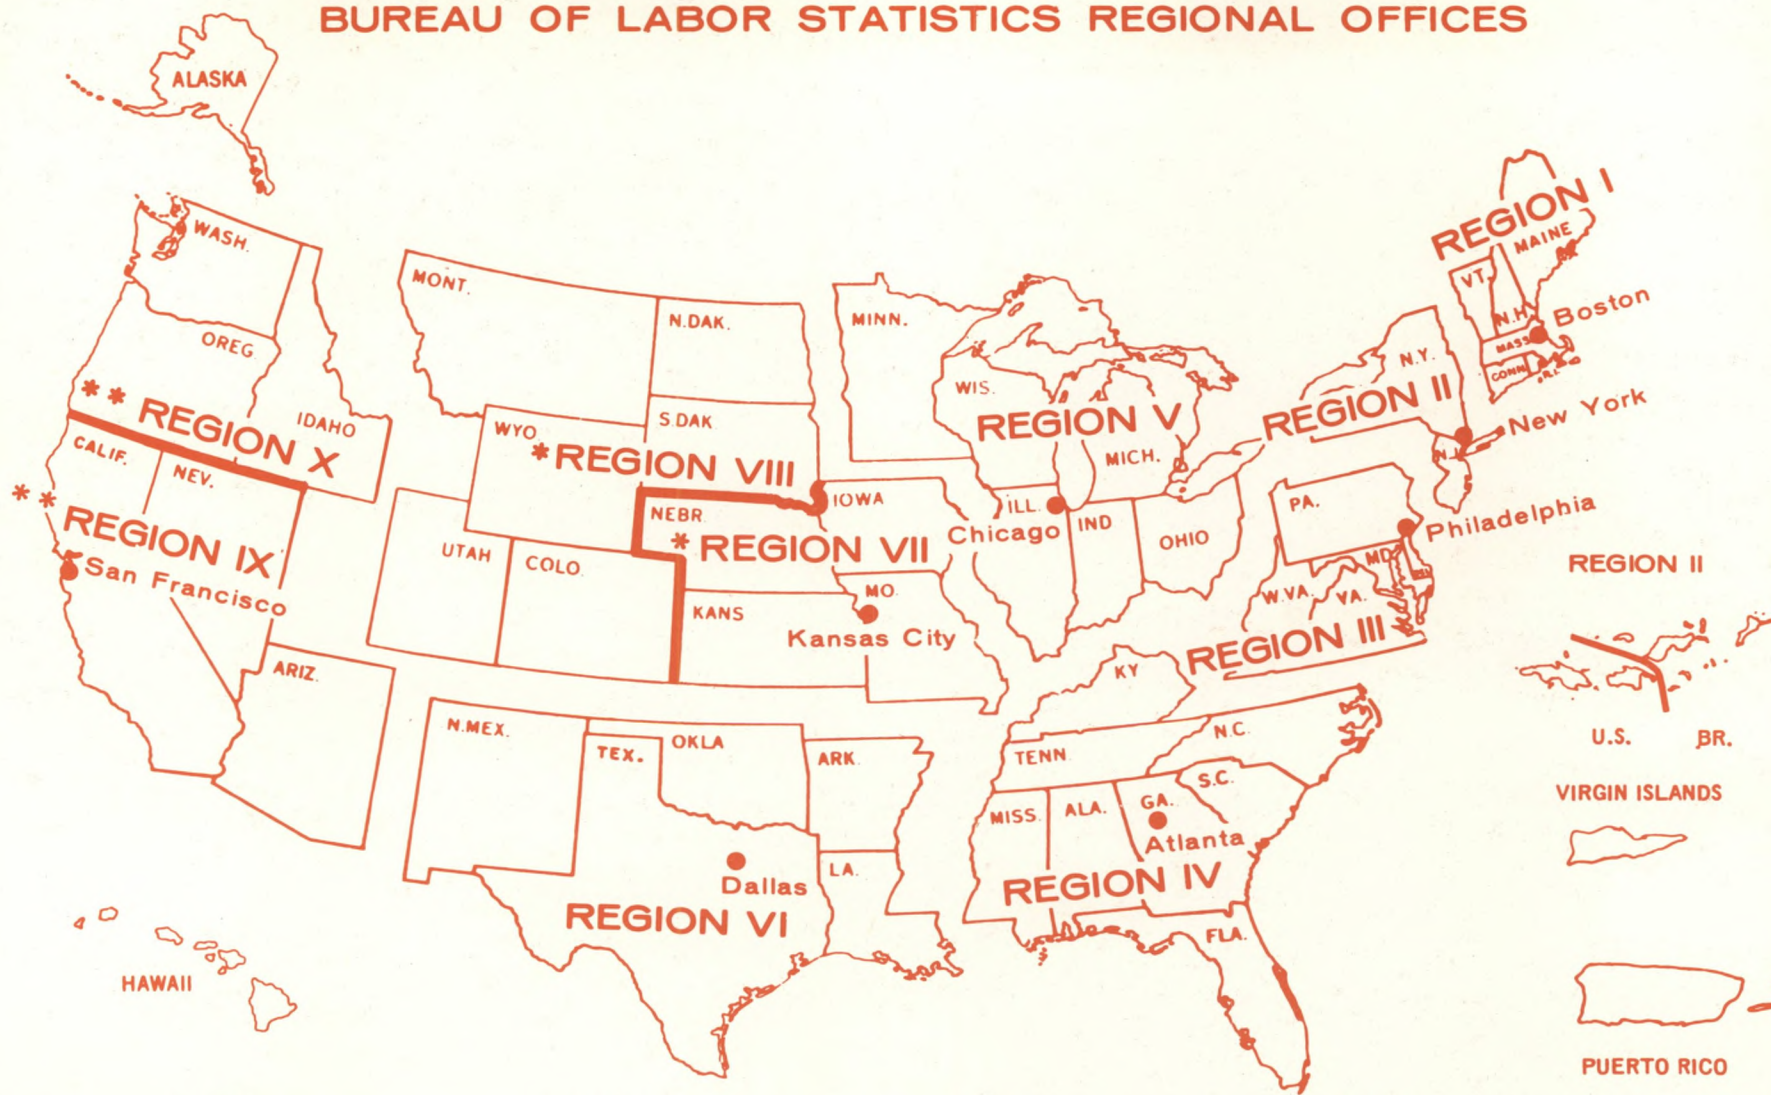 BUREAU OF LABOR STATISTICS REGIONAL OFFICES
ALASKA
REGION I
WASH.
MAINE
MONT.
VT.
N.DAK.
MINN.
N.H.
Boston
OREG.
MASS
N.Y.
CONN
R.I.
WIS.
** REGION X
IDAHO
S.DAK.
REGION V
REGION II
New York
WYO.
*REGION VIII
CALIF.
NEV.
MICH.
N.J.
**
REGION IX
NEBR.
IOWA
ILL.
Chicago
IND
OHIO
PA.
Philadelphia
* REGION VII
San Francisco
UTAH
COLO.
MD.
REGION II
KANS
MO.
Kansas City
W.VA.
VA.
REGION III
ARIZ.
KY
N.MEX.
TEX.
OKLA
ARK.
TENN.
N.C.
U.S.
BR.
VIRGIN ISLANDS
MISS.
ALA.
GA.
S.C.
Atlanta
Dallas
LA.
REGION IV
REGION VI
FLA.
HAWAII
PUERTO RICO